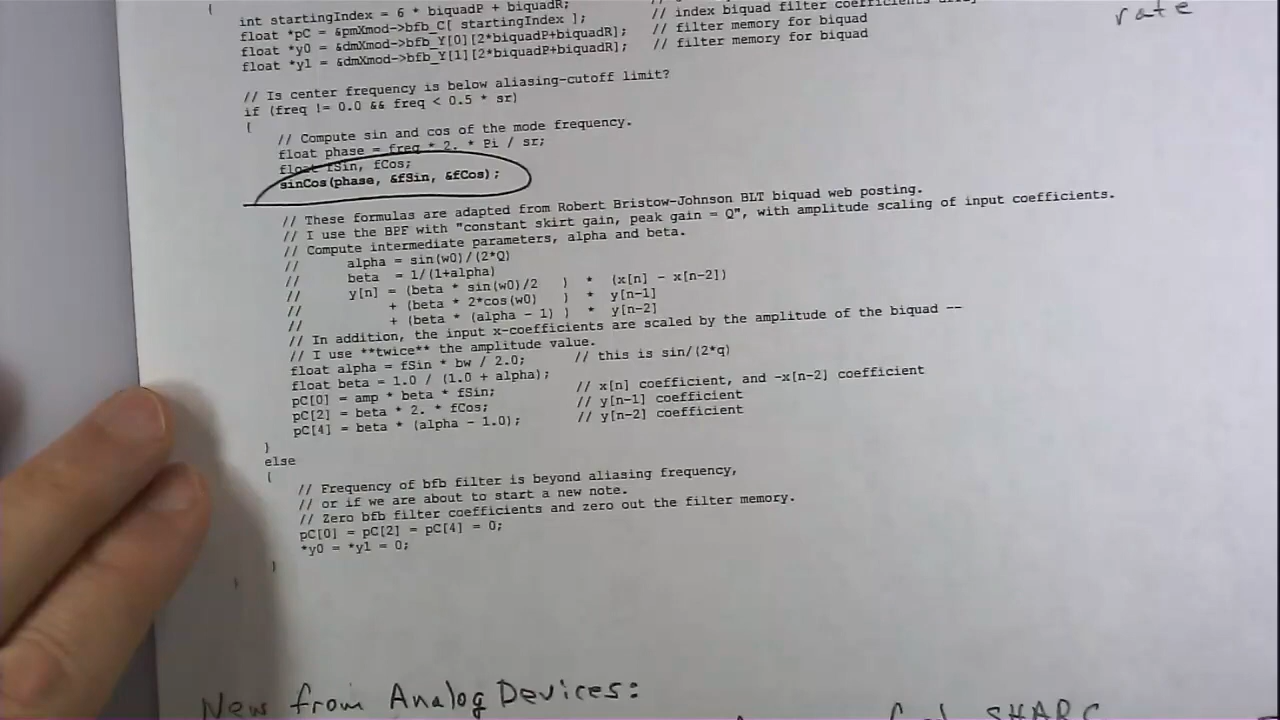 {
int startingIndex = 6 * biquadP + biquadR;
float *pC = &pmXmod->bfb_C[ startingIndex ]; // index biquad filter coefficients
float *y0 = &dmXmod->bfb_Y[0][2*biquadP+biquadR]; // filter memory for biquad
float *y1 = &dmXmod->bfb_Y[1][2*biquadP+biquadR]; // filter memory for biquad
rate
// Is center frequency is below aliasing-cutoff limit?
if (freq != 0.0 && freq < 0.5 * sr)
{
// Compute sin and cos of the mode frequency.
float phase = freq * 2. * Pi / sr;
float fSin, fCos;
sinCos(phase, &fSin, &fCos);
// These formulas are adapted from Robert Bristow-Johnson BLT biquad web posting.
// I use the BPF with "constant skirt gain, peak gain = Q", with amplitude scaling of input coefficients.
// Compute intermediate parameters, alpha and beta.
// alpha = sin(w0)/(2*Q)
// beta = 1/(1+alpha)
// y[n] = (beta * sin(w0)/2 ) * (x[n] - x[n-2])
// + (beta * 2*cos(w0) ) * y[n-1]
// + (beta * (alpha - 1) ) * y[n-2]
// In addition, the input x-coefficients are scaled by the amplitude of the biquad --
// I use **twice** the amplitude value.
float alpha = fSin * bw / 2.0; // this is sin/(2*q)
float beta = 1.0 / (1.0 + alpha);
pC[0] = amp * beta * fSin; // x[n] coefficient, and -x[n-2] coefficient
pC[2] = beta * 2. * fCos; // y[n-1] coefficient
pC[4] = beta * (alpha - 1.0); // y[n-2] coefficient
}
else
{
// Frequency of bfb filter is beyond aliasing frequency,
// or if we are about to start a new note.
// Zero bfb filter coefficients and zero out the filter memory.
pC[0] = pC[2] = pC[4] = 0;
*y0 = *y1 = 0;
}
}
New from Analog Devices:
SHARC